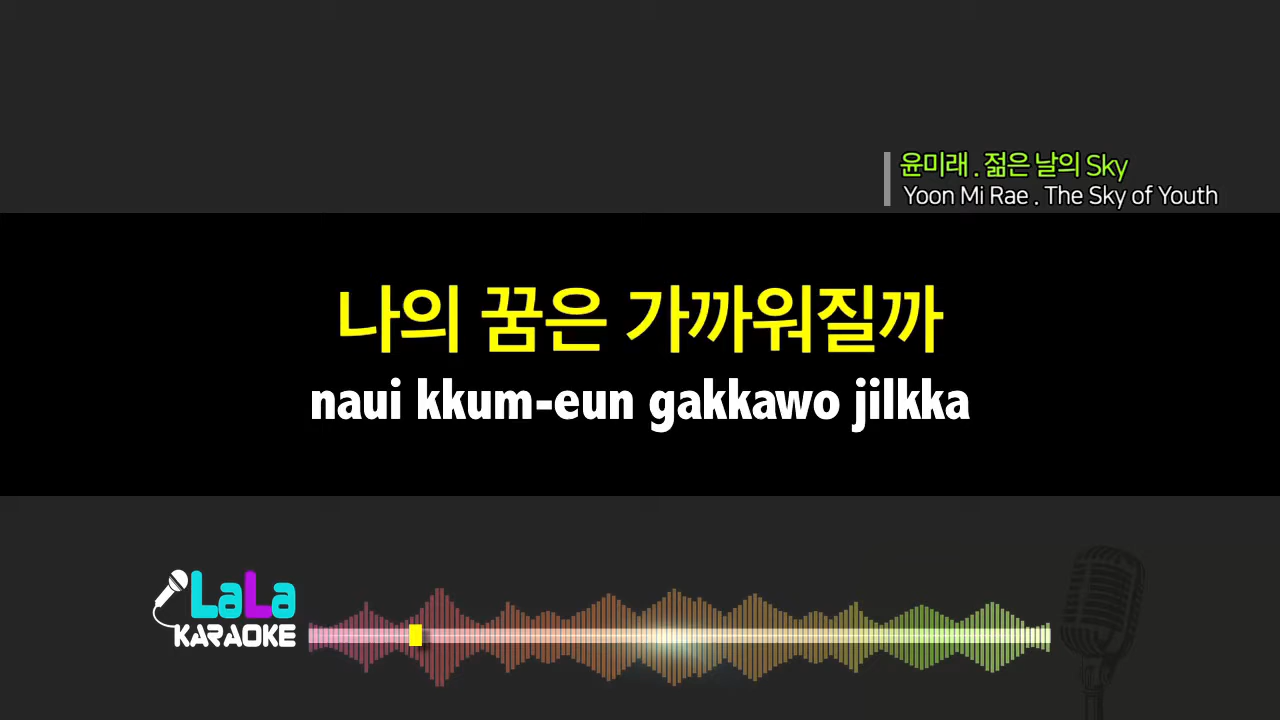 윤미래 . 젊은 날의 Sky
Yoon Mi Rae . The Sky of Youth
나의 꿈은 가까워질까
naui kkum-eun gakkawo jilkka
LaLa
KARAOKE